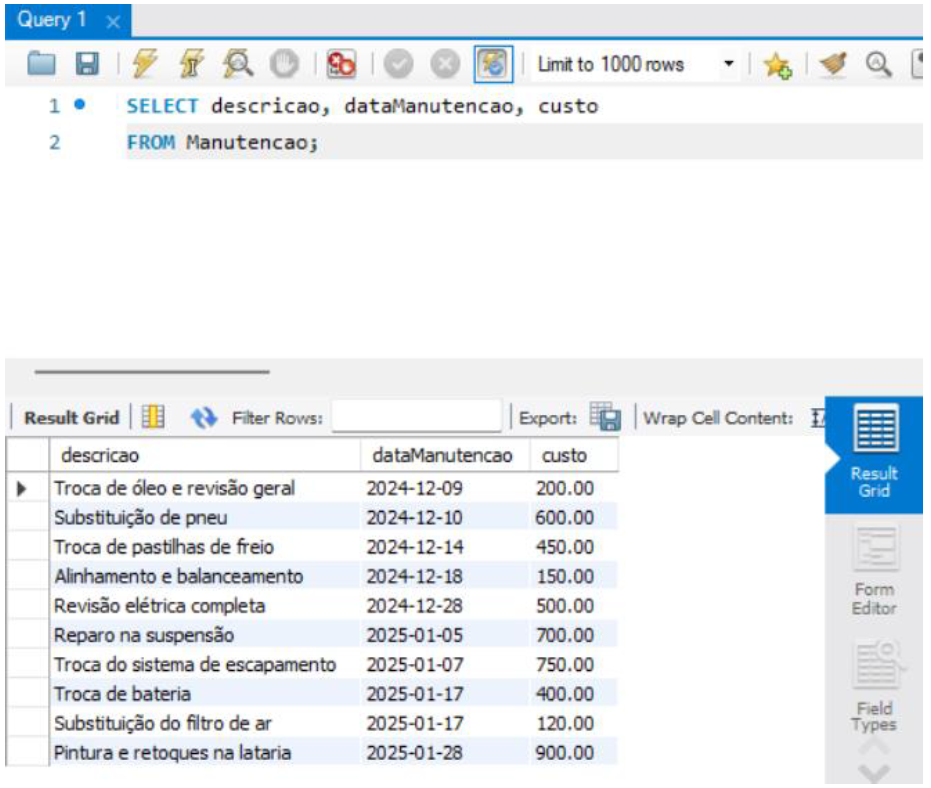 Query 1
Limit to 1000 rows
1 SELECT descricao, dataManutencao, custo
2 FROM Manutencao;
Result Grid Filter Rows: Export: Wrap Cell Content:
descricao dataManutencao custo
Troca de óleo e revisão geral 2024-12-09 200.00
Substituição de pneu 2024-12-10 600.00
Troca de pastilhas de freio 2024-12-14 450.00
Alinhamento e balanceamento 2024-12-18 150.00
Revisão elétrica completa 2024-12-28 500.00
Reparo na suspensão 2025-01-05 700.00
Troca do sistema de escapamento 2025-01-07 750.00
Troca de bateria 2025-01-17 400.00
Substituição do filtro de ar 2025-01-17 120.00
Pintura e retoques na lataria 2025-01-28 900.00
Result
Grid
Form
Editor
Field
Types